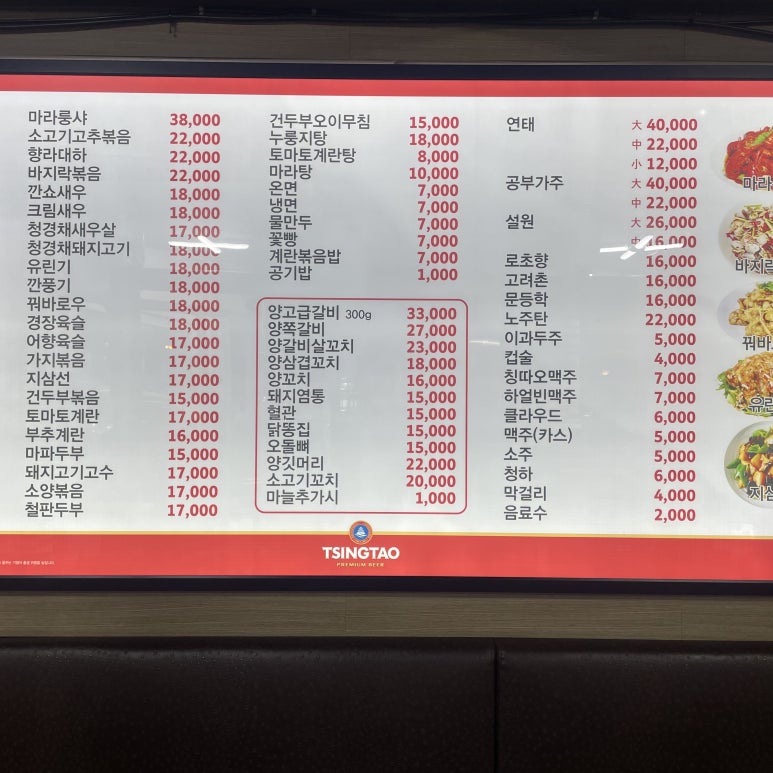 마라룽샤 38,000
소고기고추볶음 22,000
향라대하 22,000
바지락볶음 22,000
깐쇼새우 18,000
크림새우 18,000
청경채새우살 17,000
청경채돼지고기 18,000
유린기 18,000
깐풍기 18,000
꿔바로우 18,000
경장육슬 18,000
어향육슬 17,000
가지볶음 17,000
지삼선 17,000
건두부볶음 15,000
토마토계란 17,000
부추계란 16,000
마파두부 15,000
돼지고기고수 17,000
소양볶음 17,000
철판두부 17,000
건두부오이무침 15,000
누룽지탕 18,000
토마토계란탕 8,000
마라탕 10,000
온면 7,000
냉면 7,000
물만두 7,000
꽃빵 7,000
계란볶음밥 7,000
공기밥 1,000
양고급갈비 300g 33,000
양쪽갈비 27,000
양갈비살꼬치 23,000
양삼겹꼬치 18,000
양꼬치 16,000
돼지염통 15,000
혈관 15,000
닭똥집 15,000
오돌뼈 15,000
양깃머리 22,000
소고기꼬치 20,000
마늘추가시 1,000
연태 大 40,000
中 22,000
小 12,000
공부가주 大 40,000
中 22,000
설원 大 26,000
中 16,000
로초향 16,000
고려촌 16,000
문등학 16,000
노주탄 22,000
이과두주 5,000
컵술 4,000
칭따오맥주 7,000
하얼빈맥주 7,000
클라우드 6,000
맥주(카스) 5,000
소주 5,000
청하 6,000
막걸리 4,000
음료수 2,000
마라
바지락
꿔바
유린
지삼
TSINGTAO
PREMIUM BEER